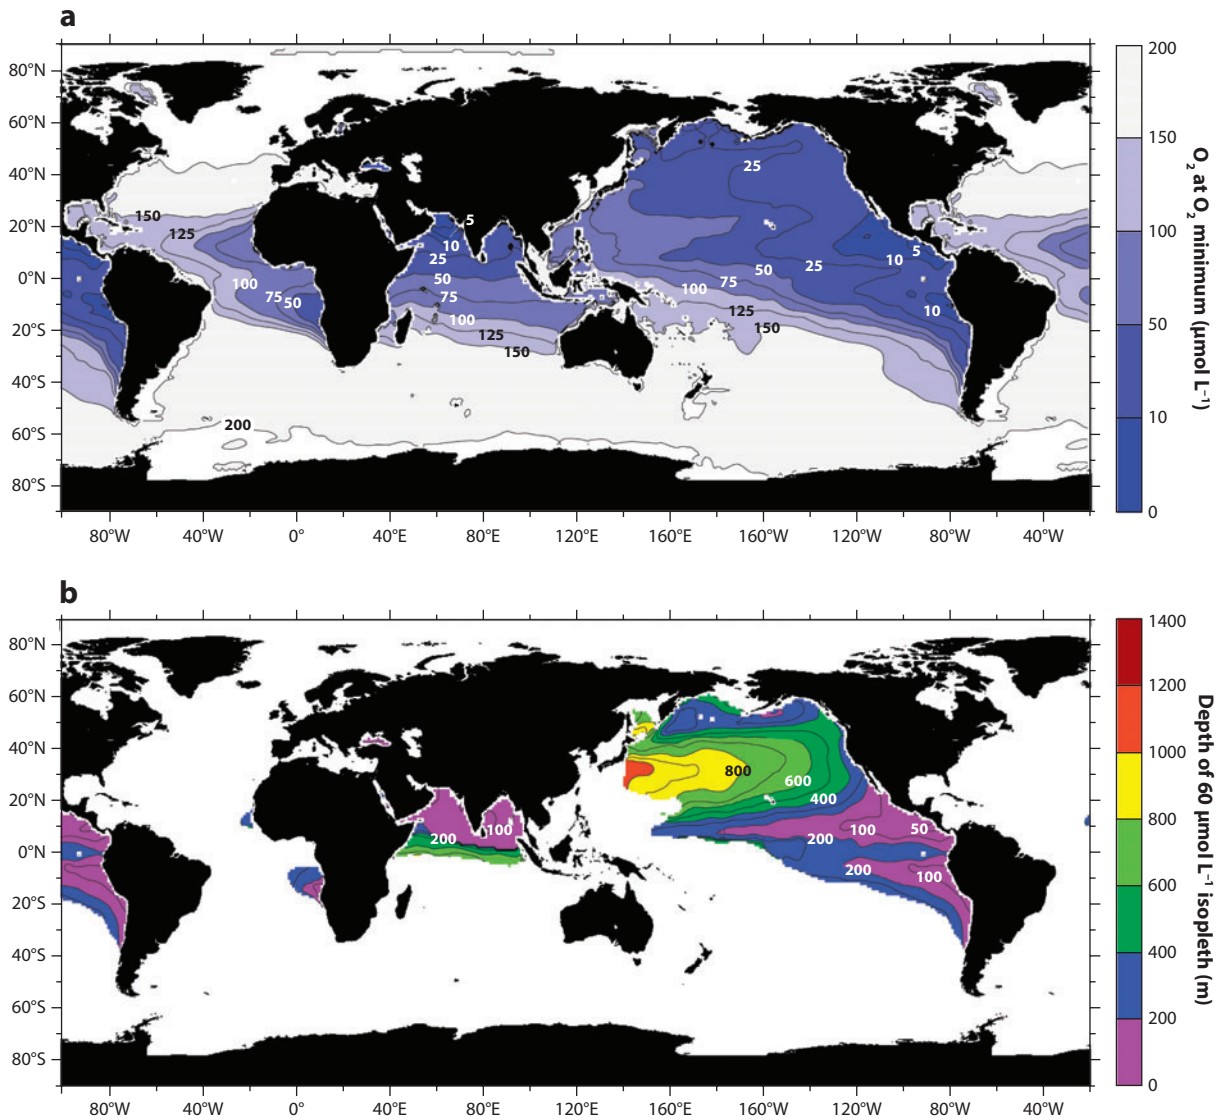 a
80°N
60°N
40°N
20°N
0°N
20°S
40°S
60°S
80°S
150
125
100
75
50
5
10
25
50
75
100
125
150
200
25
100
75
50
25
125
150
10
5
10
80°W
40°W
0°
40°E
80°E
120°E
160°E
160°W
120°W
80°W
40°W
200
150
100
50
10
0
O₂ at O₂ minimum (μmol L⁻¹)
b
80°N
60°N
40°N
20°N
0°N
20°S
40°S
60°S
80°S
100
200
800
600
400
200
100
50
200
100
80°W
40°W
0°
40°E
80°E
120°E
160°E
160°W
120°W
80°W
40°W
1400
1200
1000
800
600
400
200
0
Depth of 60 μmol L⁻¹ isopleth (m)